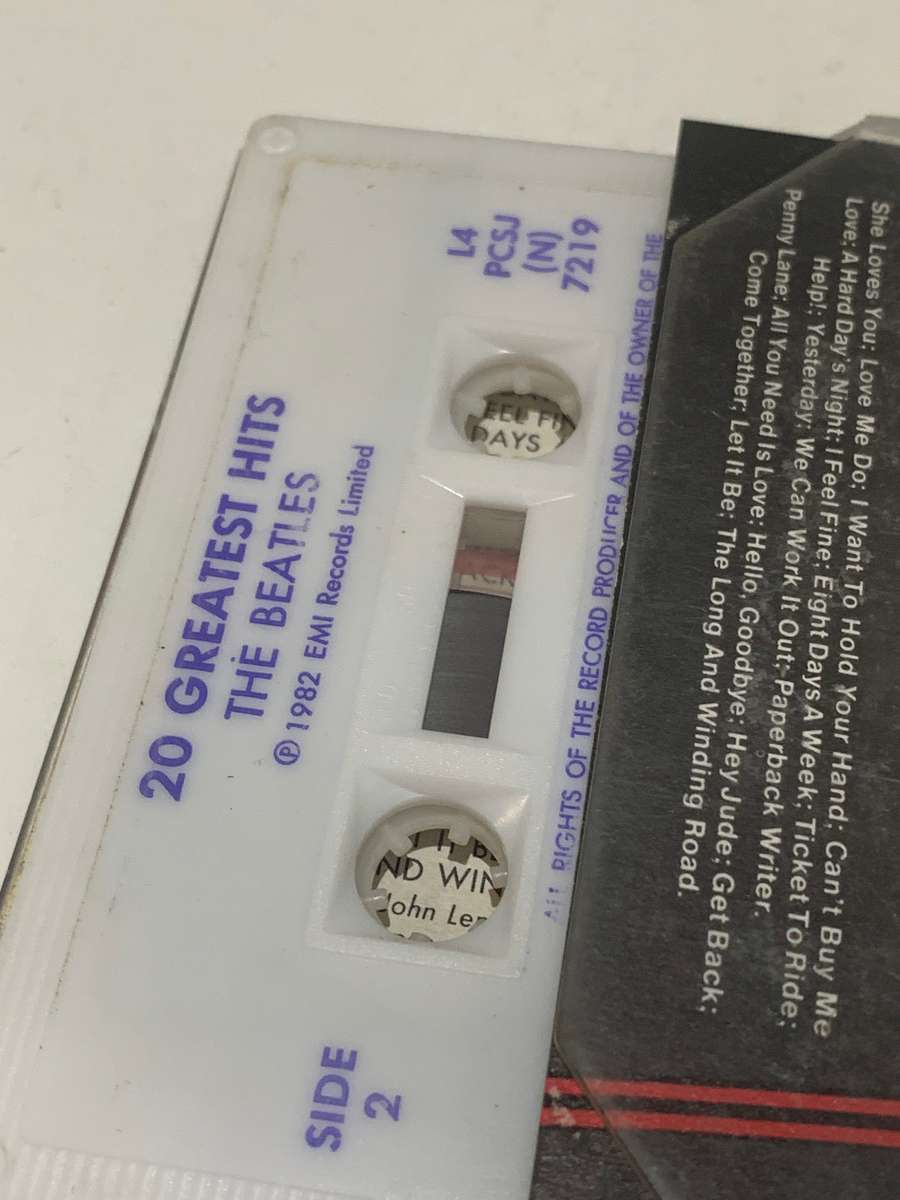 20 GREATEST HITS
THE BEATLES
℗ 1982 EMI Records Limited
L4
PCSJ
(N)
7219
SIDE
2
EEL FI
DAYS
ND WIN
John Le
ALL RIGHTS OF THE RECORD PRODUCER AND OF THE OWNER OF THE
She Loves You; Love Me Do; I Want To Hold Your Hand; Can't Buy Me
Love; A Hard Day's Night; I Feel Fine; Eight Days A Week; Ticket To Ride;
Help!; Yesterday; We Can Work It Out; Paperback Writer.
Penny Lane; All You Need Is Love; Hello, Goodbye; Hey Jude; Get Back;
Come Together; Let It Be; The Long And Winding Road.